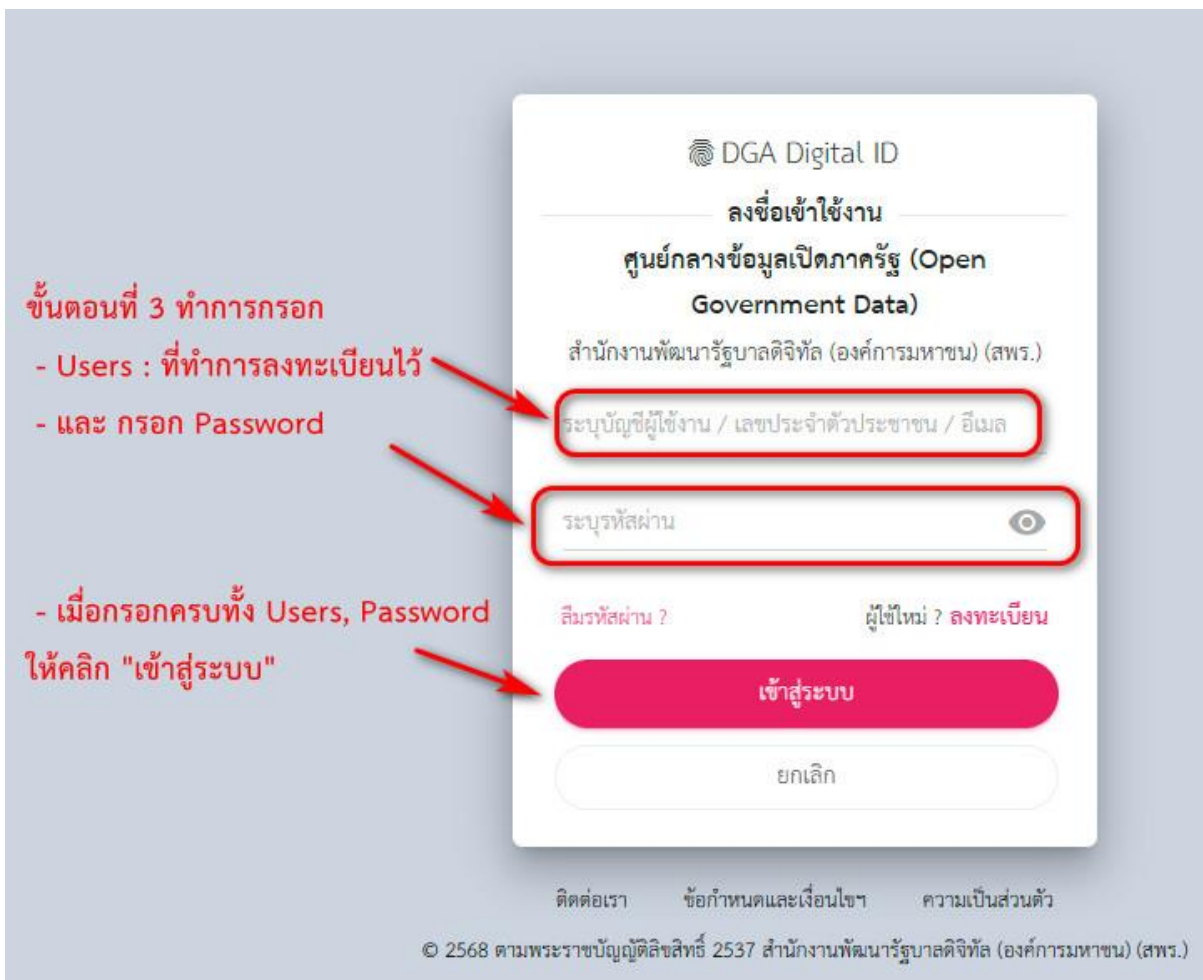 DGA Digital ID
ลงชื่อเข้าใช้งาน
ศูนย์กลางข้อมูลเปิดภาครัฐ (Open
Government Data)
สำนักงานพัฒนารัฐบาลดิจิทัล (องค์การมหาชน) (สพร.)
ขั้นตอนที่ 3 ทำการกรอก
- Users : ที่ทำการลงทะเบียนไว้
- และ กรอก Password
ระบุบัญชีผู้ใช้งาน / เลขประจำตัวประชาชน / อีเมล
ระบุรหัสผ่าน
- เมื่อกรอกครบทั้ง Users, Password
ให้คลิก "เข้าสู่ระบบ"
ลืมรหัสผ่าน ?
ผู้ใช้ใหม่ ? ลงทะเบียน
เข้าสู่ระบบ
ยกเลิก
ติดต่อเรา ข้อกำหนดและเงื่อนไขฯ ความเป็นส่วนตัว
© 2568 ตามพระราชบัญญัติลิขสิทธิ์ 2537 สำนักงานพัฒนารัฐบาลดิจิทัล (องค์การมหาชน) (สพร.)